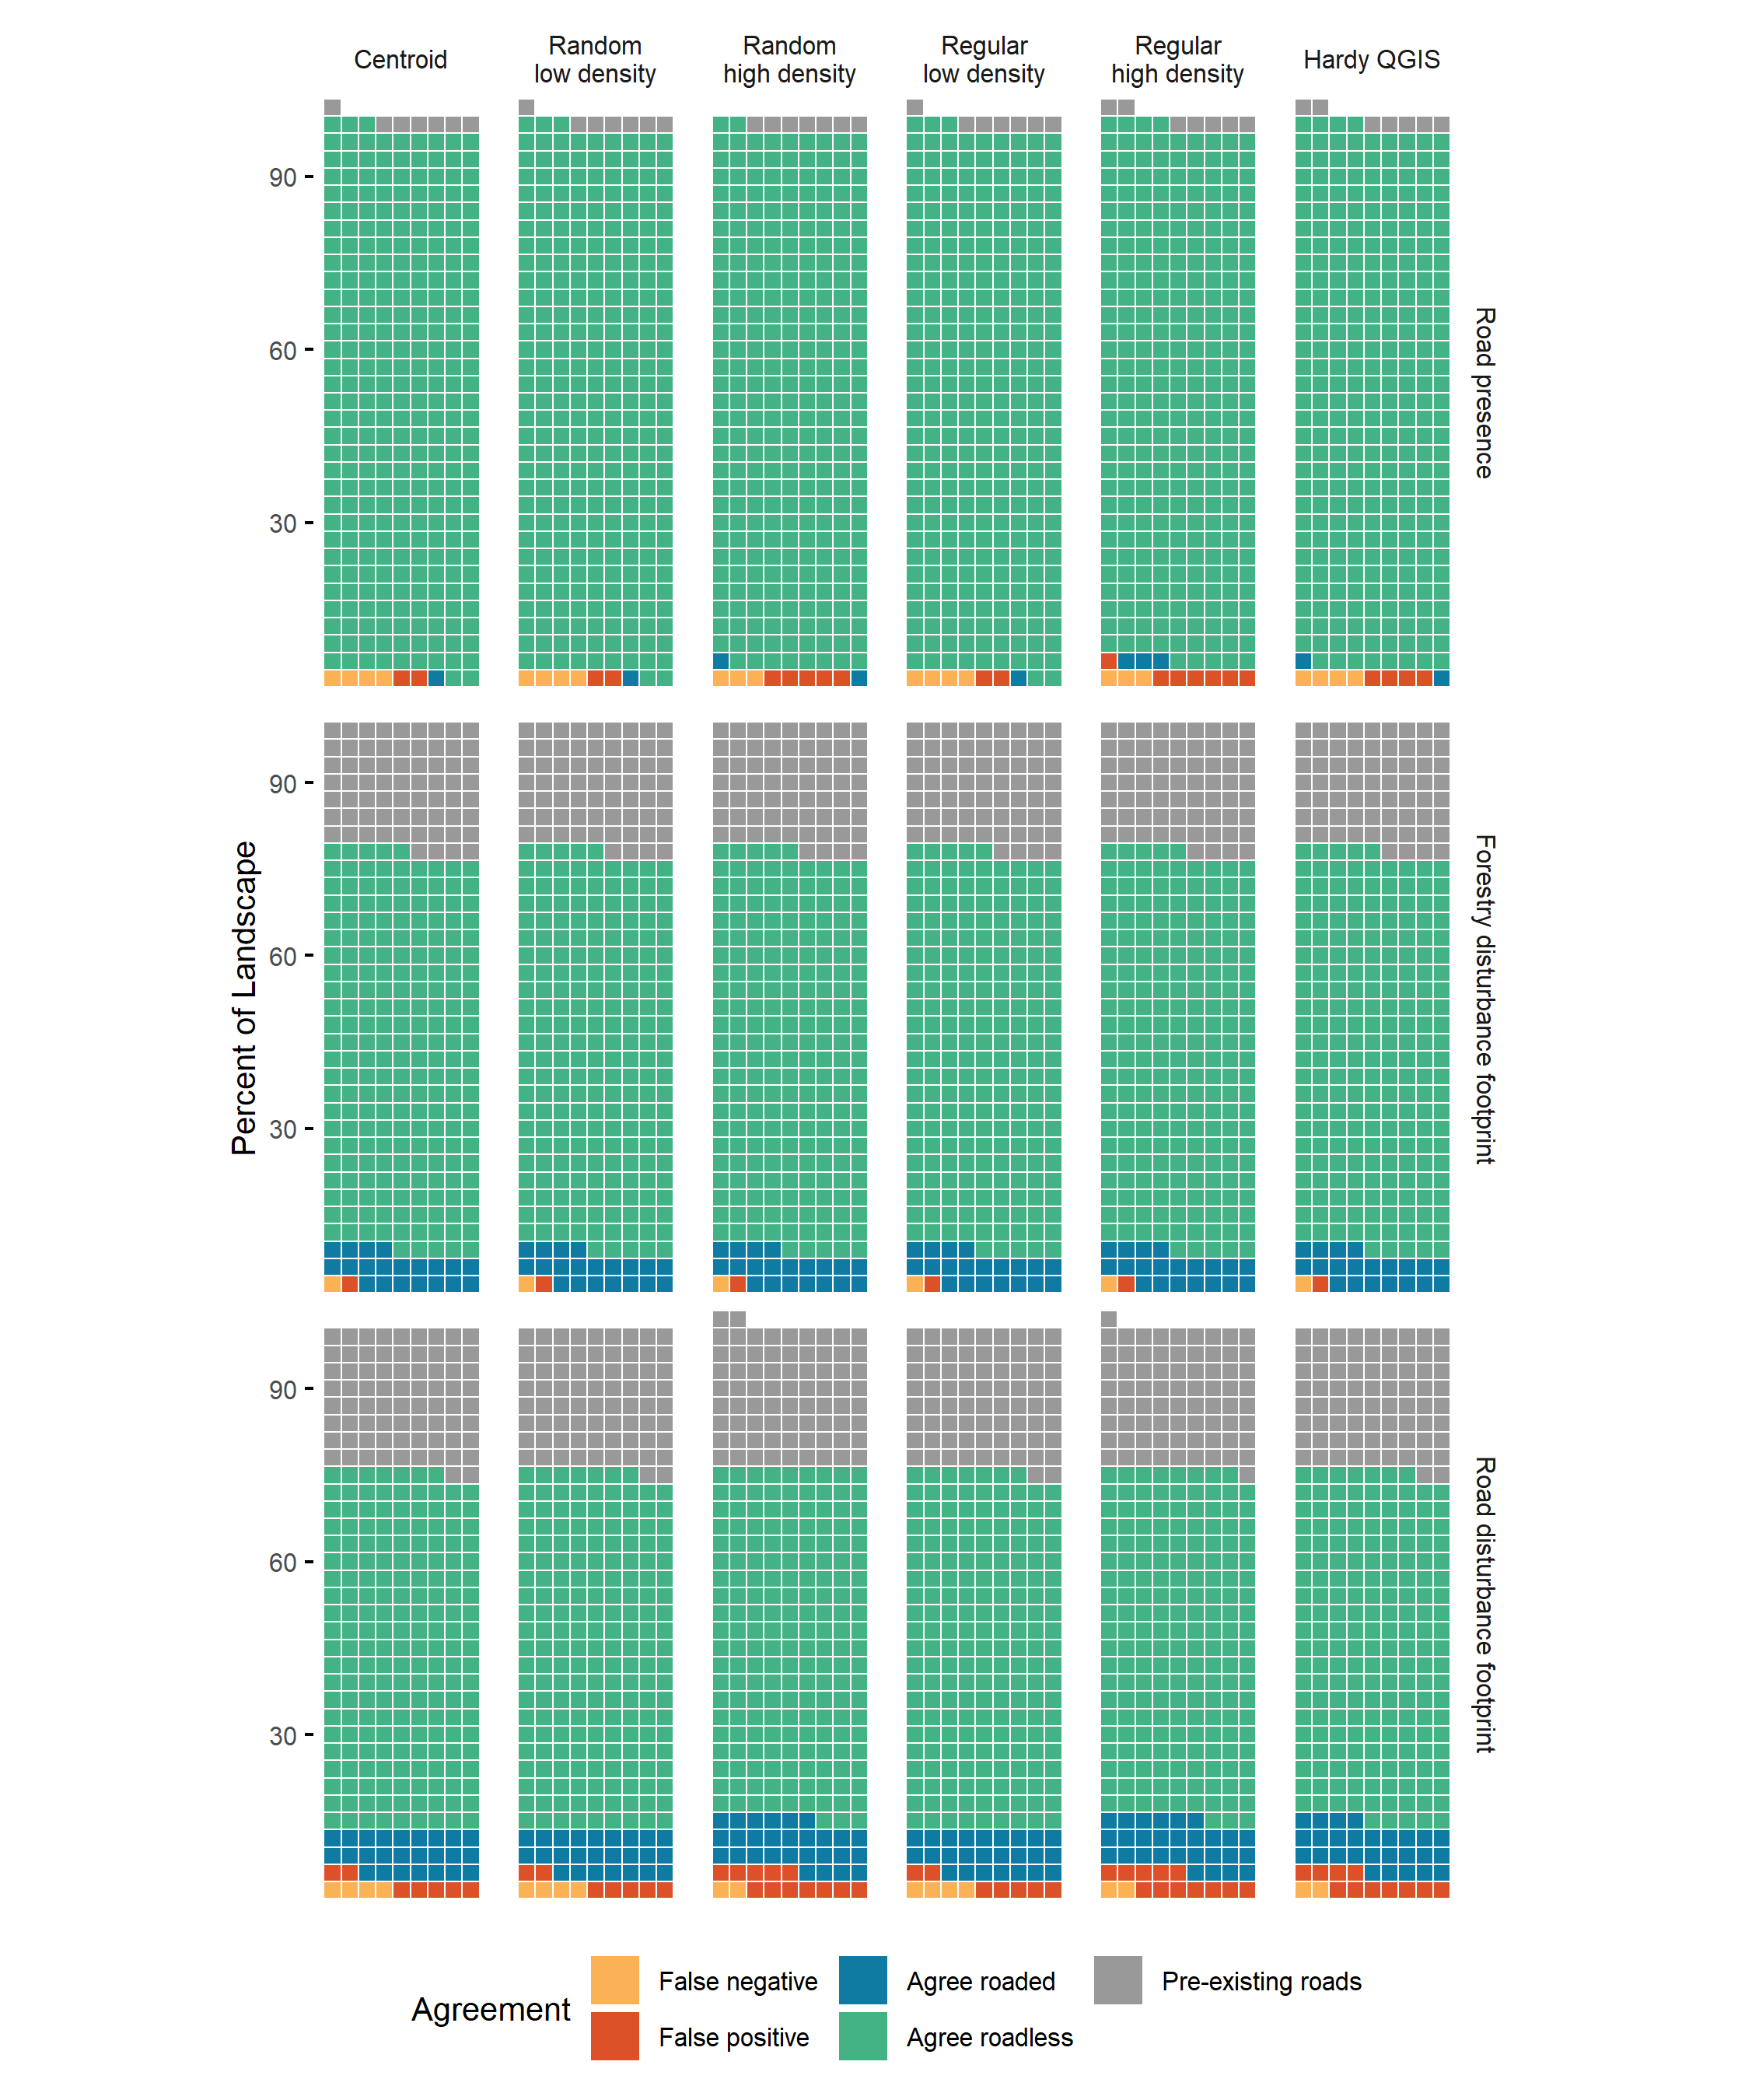 Centroid
Random
low density
Random
high density
Regular
low density
Regular
high density
Hardy QGIS
90
60
30
Road presence
90
60
30
Forestry disturbance footprint
90
60
30
Road disturbance footprint
Percent of Landscape
Agreement
False negative
False positive
Agree roaded
Agree roadless
Pre-existing roads